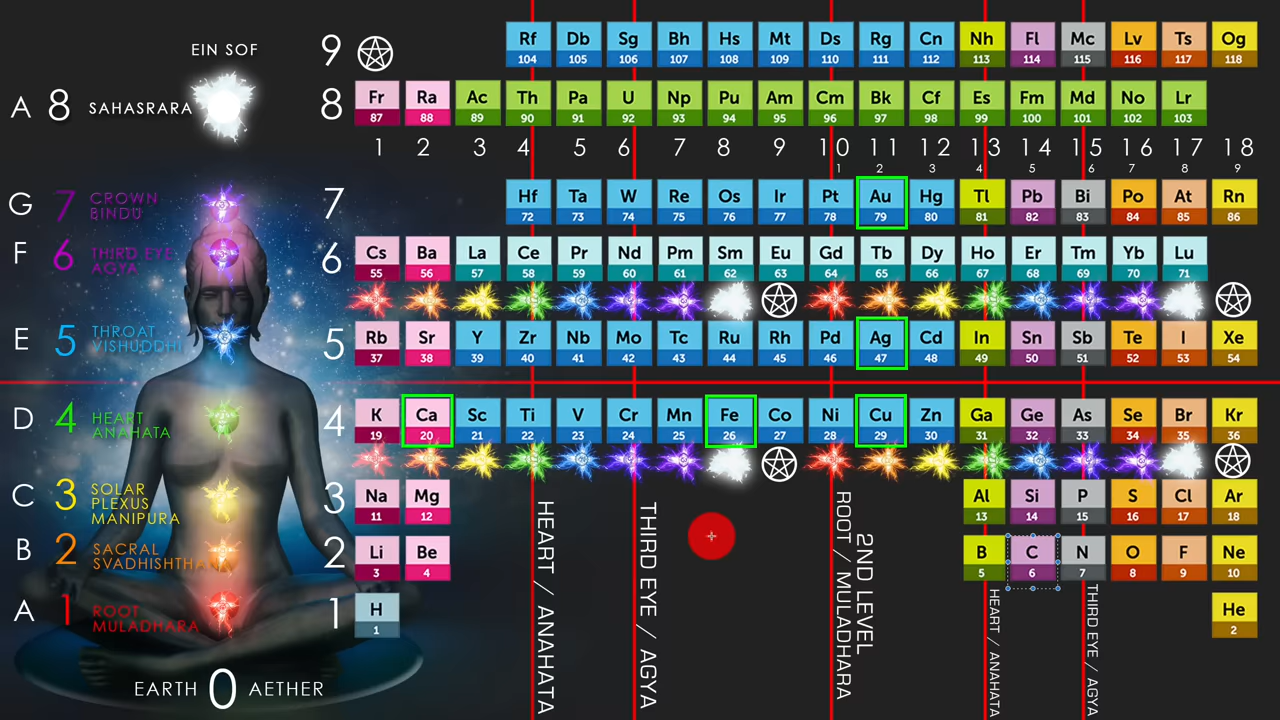 EIN SOF
A 8 SAHASRARA
G 7 CROWN
BINDU
F 6 THIRD EYE
AGYA
E 5 THROAT
VISHUDDHI
D 4 HEART
ANAHATA
C 3 SOLAR
PLEXUS
MANIPURA
B 2 SACRAL
SVADHISHTHANA
A 1 ROOT
MULADHARA
EARTH 0 AETHER
9 Rf Db Sg Bh Hs Mt Ds Rg Cn Nh Fl Mc Lv Ts Og
104 105 106 107 108 109 110 111 112 113 114 115 116 117 118
8 Fr Ra Ac Th Pa U Np Pu Am Cm Bk Cf Es Fm Md No Lr
87 88 89 90 91 92 93 94 95 96 97 98 99 100 101 102 103
1 2 3 4 5 6 7 8 9 10 11 12 13 14 15 16 17 18
1 2 3 4 5 6 7 8 9
7 Hf Ta W Re Os Ir Pt Au Hg Tl Pb Bi Po At Rn
72 73 74 75 76 77 78 79 80 81 82 83 84 85 86
6 Cs Ba La Ce Pr Nd Pm Sm Eu Gd Tb Dy Ho Er Tm Yb Lu
55 56 57 58 59 60 61 62 63 64 65 66 67 68 69 70 71
5 Rb Sr Y Zr Nb Mo Tc Ru Rh Pd Ag Cd In Sn Sb Te I Xe
37 38 39 40 41 42 43 44 45 46 47 48 49 50 51 52 53 54
4 K Ca Sc Ti V Cr Mn Fe Co Ni Cu Zn Ga Ge As Se Br Kr
19 20 21 22 23 24 25 26 27 28 29 30 31 32 33 34 35 36
3 Na Mg Al Si P S Cl Ar
11 12 13 14 15 16 17 18
2 Li Be B C N O F Ne
3 4 5 6 7 8 9 10
1 H He
1 2
HEART / ANAHATA
THIRD EYE / AGYA
ROOT / MULADHARA
2ND LEVEL
HEART / ANAHATA
THIRD EYE / AGYA